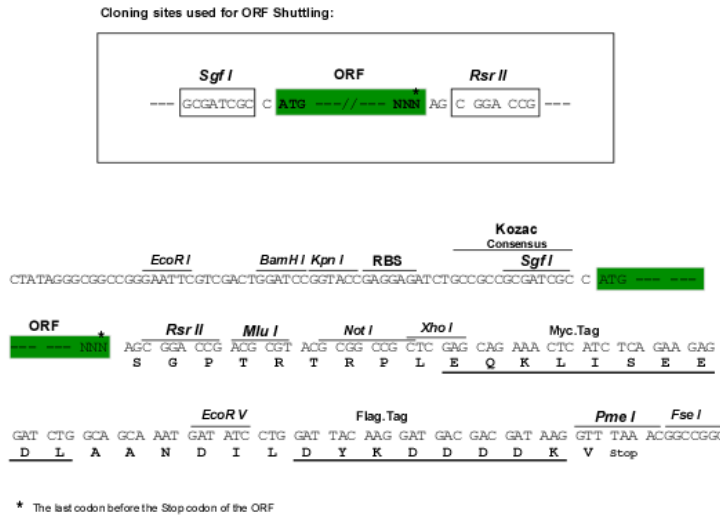 Cloning sites used for ORF Shuttling:
Sgf I ORF Rsr II
*
--- GCGATCGC C ATG ---//--- NNN AG C GGA CCG ---
Kozac
Consensus
EcoR I BamH I Kpn I RBS Sgf I
CTATAGGGCGGCCGGGAATTCGTCGACTGGATCCGGTACCGAGGAGATCTGCCGCCGCGATCGC C ATG --- ---
ORF
* Rsr II Mlu I Not I Xho I Myc.Tag
--- --- NNN AGC GGA CCG ACG CGT ACG CGG CCG CTC GAG CAG AAA CTC ATC TCA GAA GAG
S G P T R T R P L E Q K L I S E E
EcoR V Flag.Tag Pme I Fse I
GAT CTG GCA GCA AAT GAT ATC CTG GAT TAC AAG GAT GAC GAC GAT AAG GTT TAA ACGGCCGGC
D L A A N D I L D Y K D D D D K V Stop
* The last codon before the Stop codon of the ORF